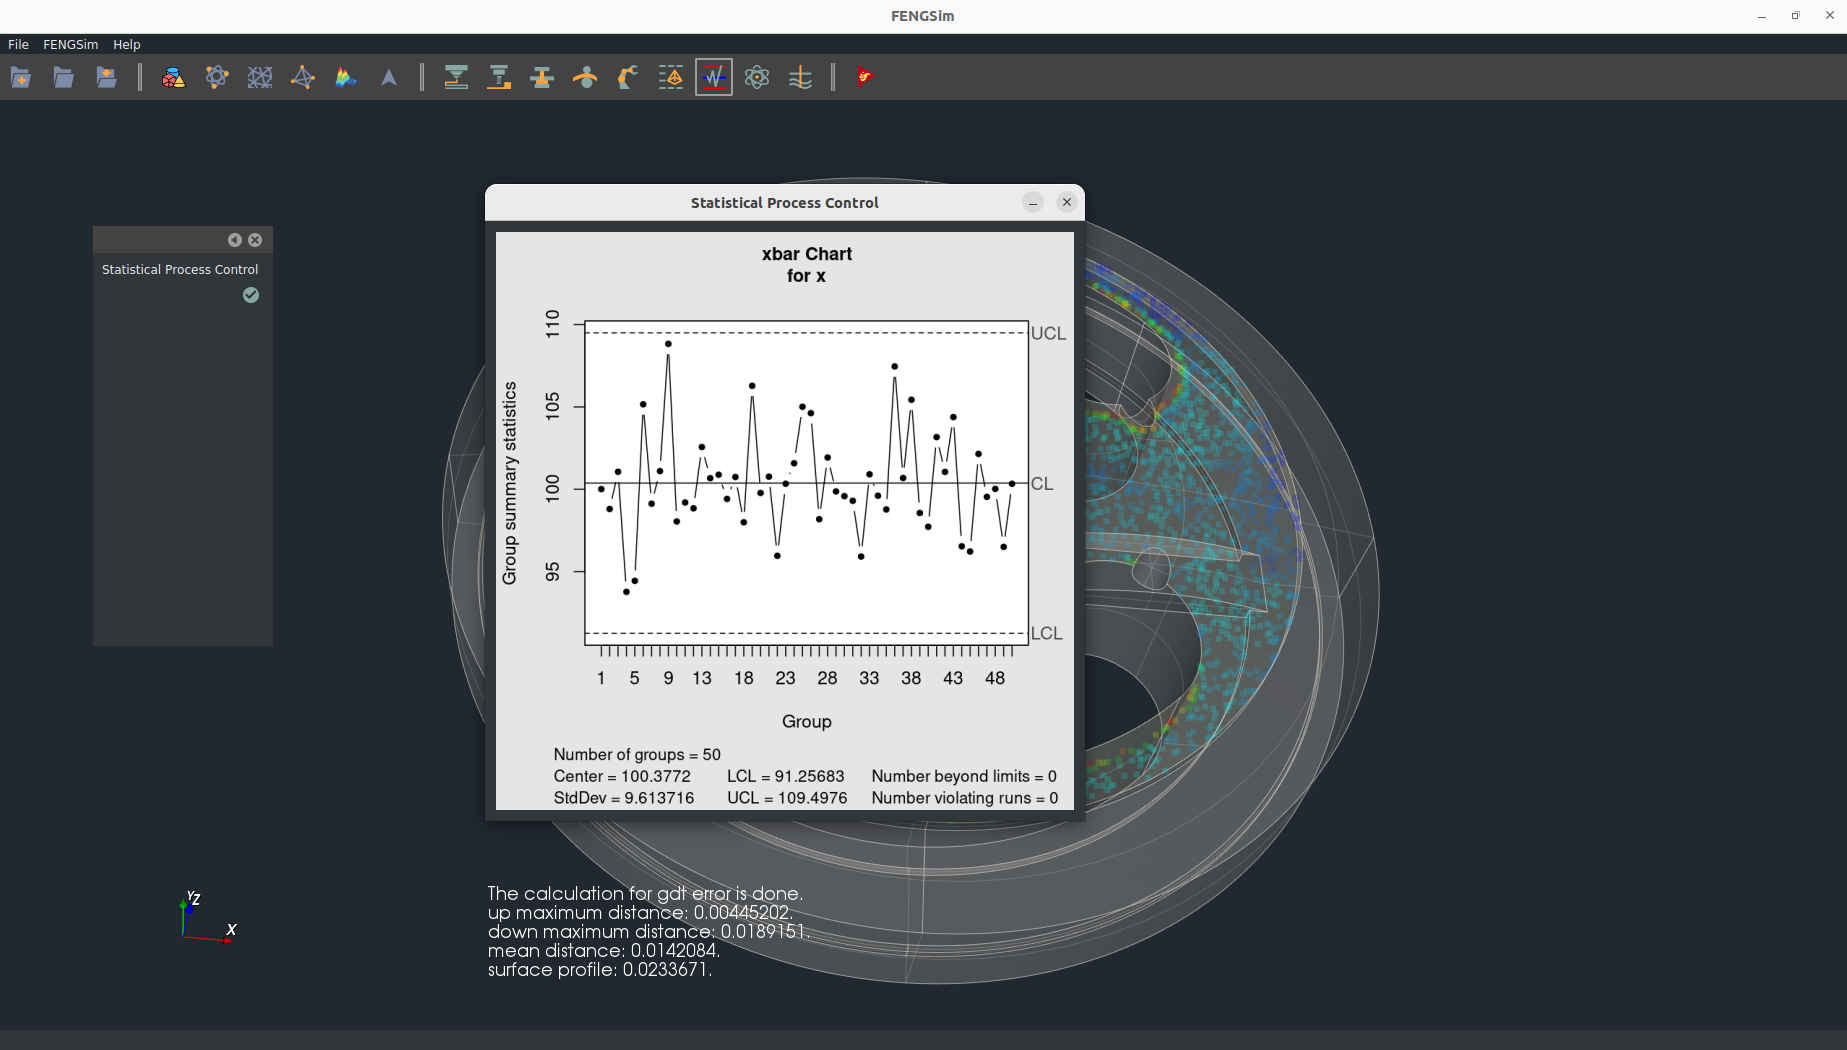 FENGSim
File FENGSim Help
Statistical Process Control
Statistical Process Control
xbar Chart
for x
Group summary statistics
110
105
100
95
UCL
CL
LCL
1 5 9 13 18 23 28 33 38 43 48
Group
Number of groups = 50
Center = 100.3772 LCL = 91.25683 Number beyond limits = 0
StdDev = 9.613716 UCL = 109.4976 Number violating runs = 0
Y Z
X
The calculation for gdt error is done.
up maximum distance: 0.00445202.
down maximum distance: 0.0189151.
mean distance: 0.0142084.
surface profile: 0.0233671.